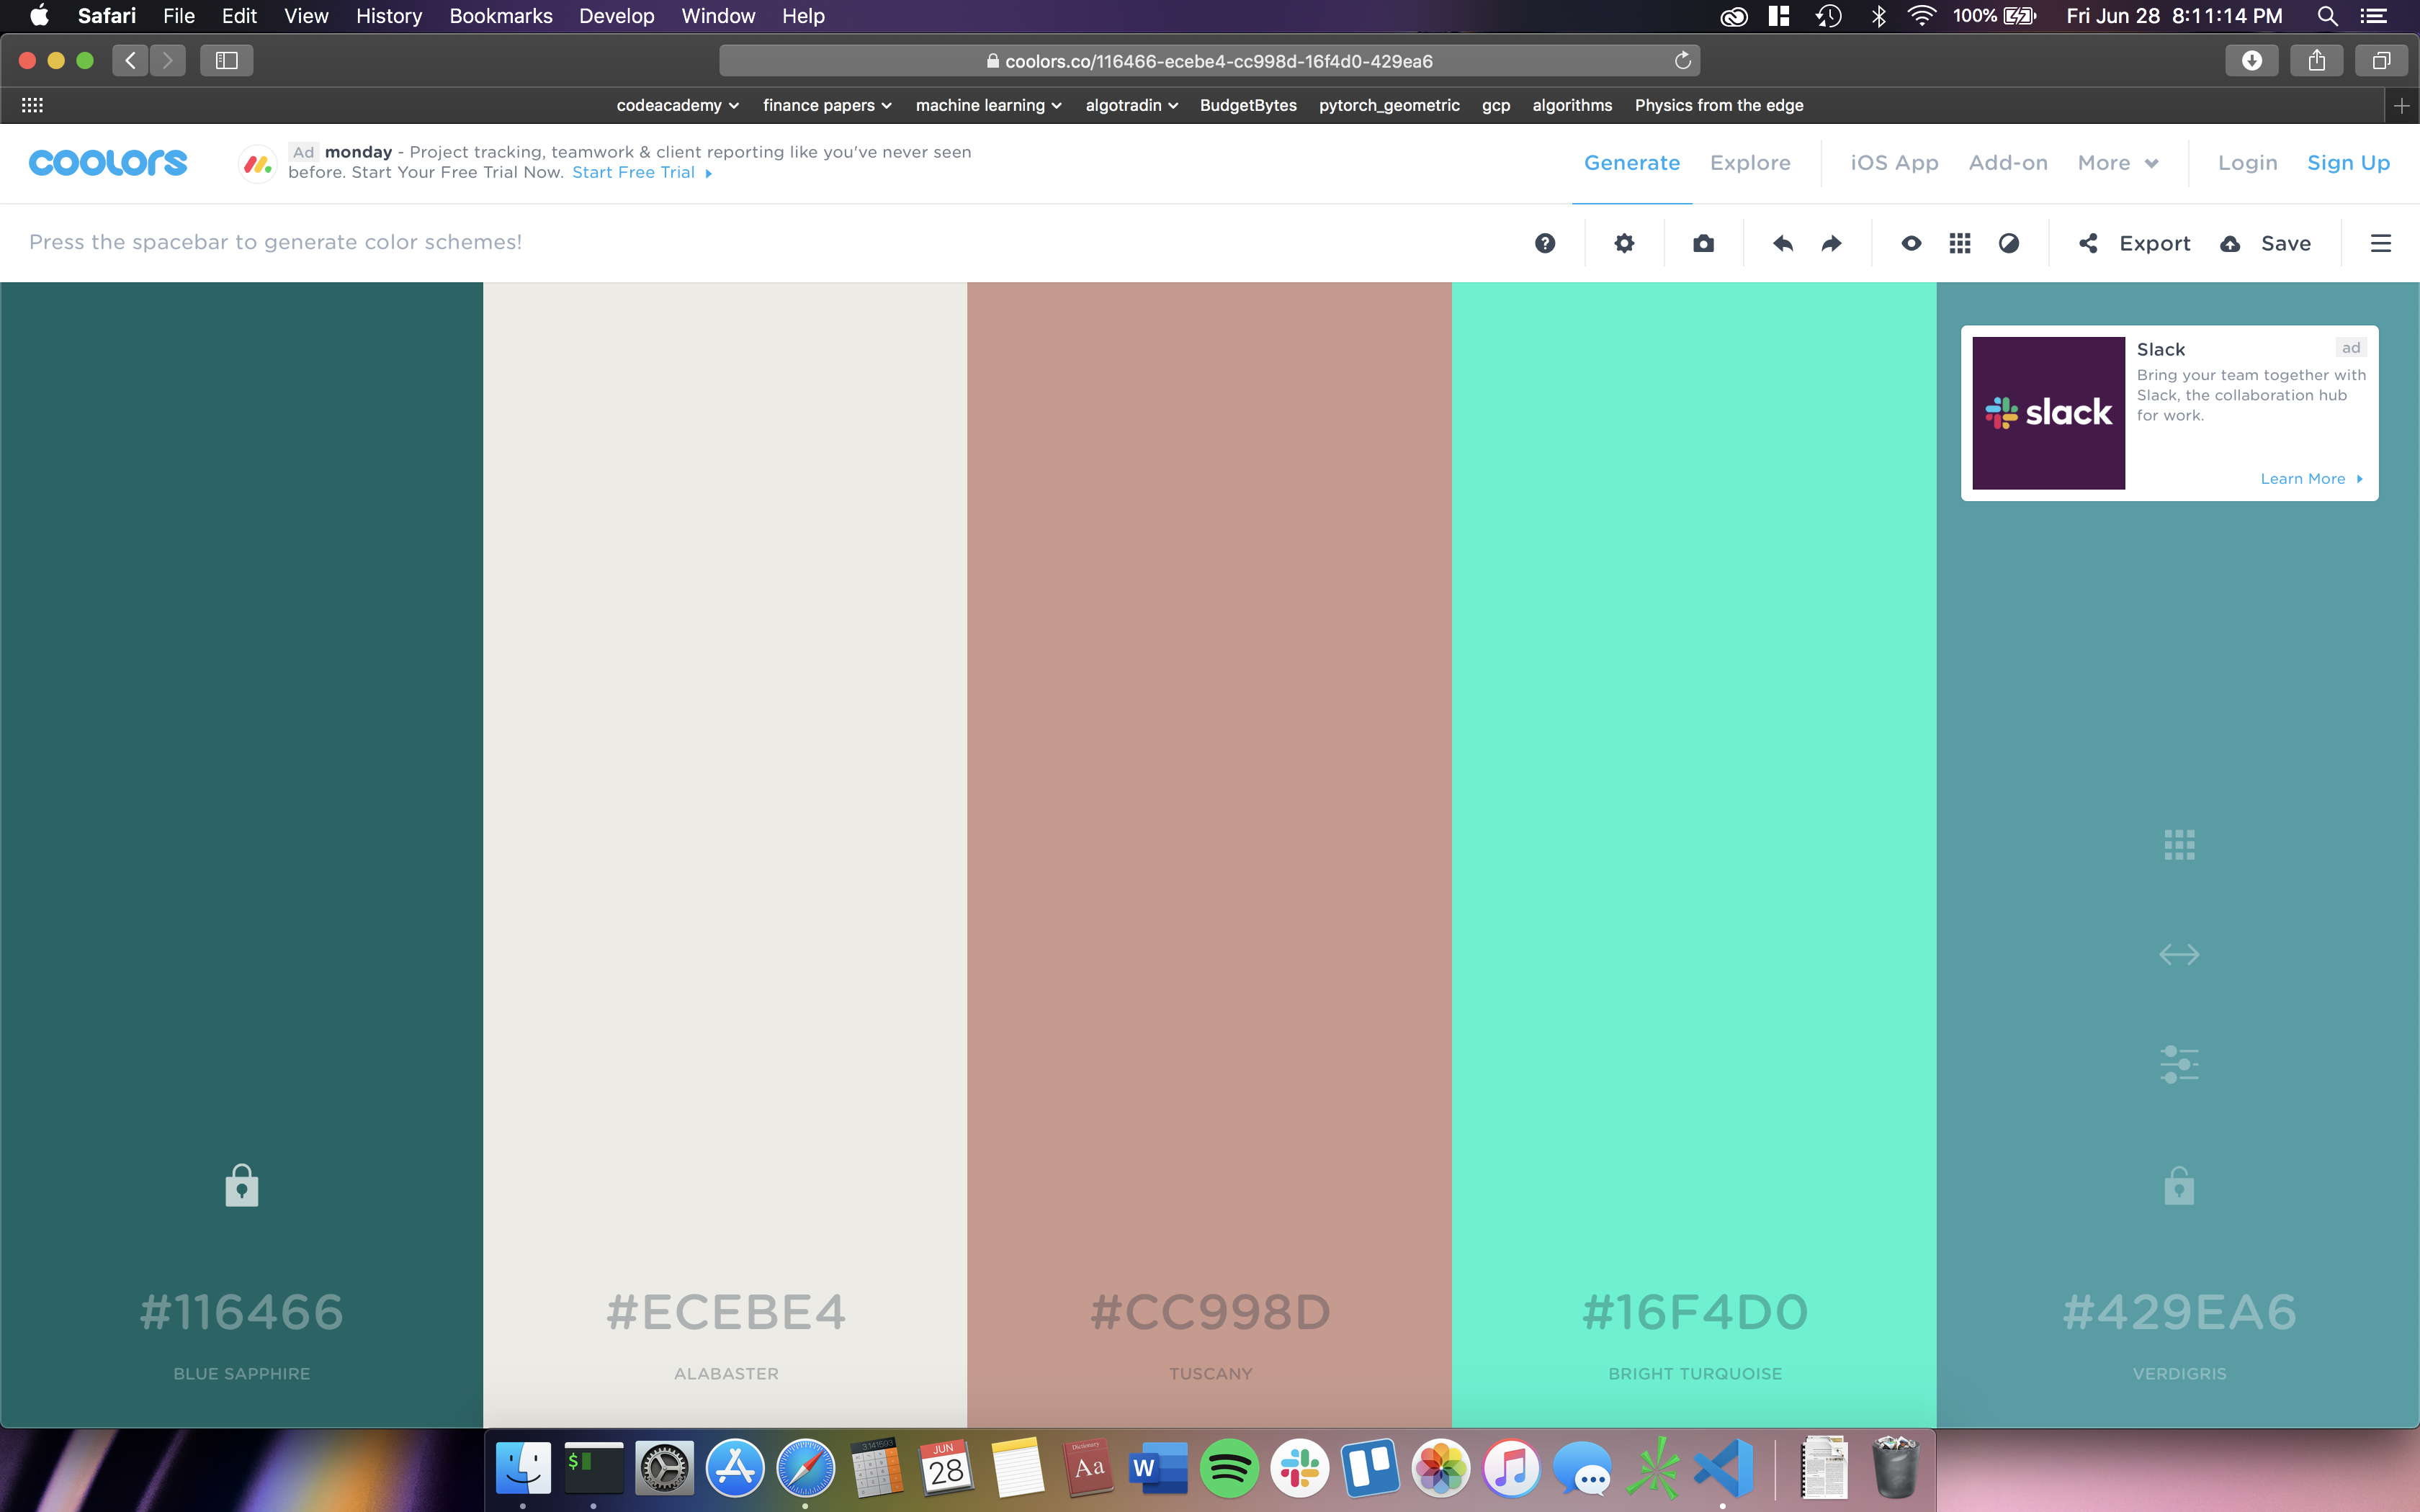 Safari File Edit View History Bookmarks Develop Window Help 100% Fri Jun 28 8:11:14 PM
coolors.co/116466-ecebe4-cc998d-16f4d0-429ea6
codeacademy finance papers machine learning algotradin BudgetBytes pytorch_geometric gcp algorithms Physics from the edge
coolors
Ad monday - Project tracking, teamwork & client reporting like you've never seen
before. Start Your Free Trial Now. Start Free Trial
Generate Explore iOS App Add-on More Login Sign Up
Press the spacebar to generate color schemes!
Export Save
slack
Slack ad
Bring your team together with
Slack, the collaboration hub
for work.
Learn More
#116466 #ECEBE4 #CC998D #16F4D0 #429EA6
BLUE SAPPHIRE ALABASTER TUSCANY BRIGHT TURQUOISE VERDIGRIS
$
JUN
28
Dictionary
Aa
W